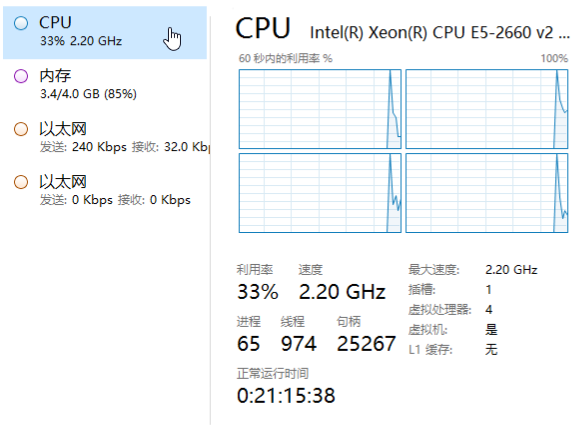 CPU
33% 2.20 GHz
内存
3.4/4.0 GB (85%)
以太网
发送: 240 Kbps 接收: 32.0 Kb
以太网
发送: 0 Kbps 接收: 0 Kbps
CPU Intel(R) Xeon(R) CPU E5-2660 v2 ...
60 秒内的利用率 % 100%
利用率 速度
33% 2.20 GHz
进程 线程 句柄
65 974 25267
正常运行时间
0:21:15:38
最大速度: 2.20 GHz
插槽: 1
虚拟处理器: 4
虚拟机: 是
L1 缓存: 无